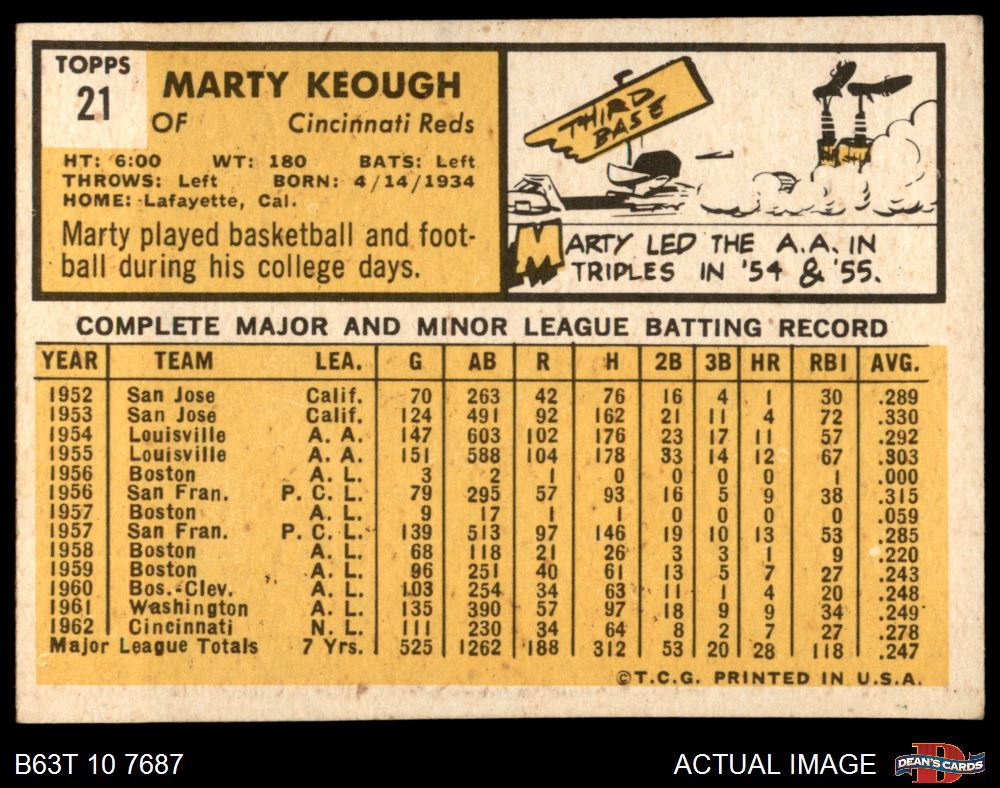 TOPPS
21
MARTY KEOUGH
OF Cincinnati Reds
HT: 6:00 WT: 180 BATS: Left
THROWS: Left BORN: 4/14/1934
HOME: Lafayette, Cal.
Marty played basketball and foot-
ball during his college days.
THIRD
BASE
MARTY LED THE A.A. IN
TRIPLES IN '54 & '55.
COMPLETE MAJOR AND MINOR LEAGUE BATTING RECORD
YEAR TEAM LEA. G AB R H 2B 3B HR RBI AVG.
1952 San Jose Calif. 70 263 42 76 16 4 1 30 .289
1953 San Jose Calif. 124 491 92 162 21 11 4 72 .330
1954 Louisville A. A. 147 603 102 176 23 17 11 57 .292
1955 Louisville A. A. 151 588 104 178 33 14 12 67 .303
1956 Boston A. L. 3 2 1 0 0 0 0 1 .000
1956 San Fran. P. C. L. 79 295 57 93 16 5 9 38 .315
1957 Boston A. L. 9 17 1 1 0 0 0 0 .059
1957 San Fran. P. C. L. 139 513 97 146 19 10 13 53 .285
1958 Boston A. L. 68 118 21 26 3 3 1 9 .220
1959 Boston A. L. 96 251 40 61 13 5 7 27 .243
1960 Bos.-Clev. A. L. 103 254 34 63 11 1 4 20 .248
1961 Washington A. L. 135 390 57 97 18 9 9 34 .249
1962 Cincinnati N. L. 111 230 34 64 8 2 7 27 .278
Major League Totals 7 Yrs. 525 1262 188 312 53 20 28 118 .247
©T.C.G. PRINTED IN U.S.A.
B63T 10 7687 ACTUAL IMAGE DEAN'S CARDS